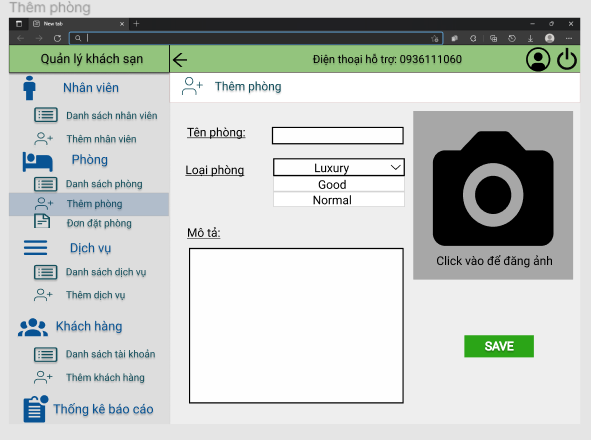 Thêm phòng
New tab
Quản lý khách sạn
Điện thoại hỗ trợ: 0936111060
Nhân viên
Danh sách nhân viên
Thêm nhân viên
Phòng
Danh sách phòng
Thêm phòng
Đơn đặt phòng
Dịch vụ
Danh sách dịch vụ
Thêm dịch vụ
Khách hàng
Danh sách tài khoản
Thêm khách hàng
Thống kê báo cáo
Thêm phòng
Tên phòng:
Loại phòng
Luxury
Good
Normal
Mô tả:
Click vào để đăng ảnh
SAVE